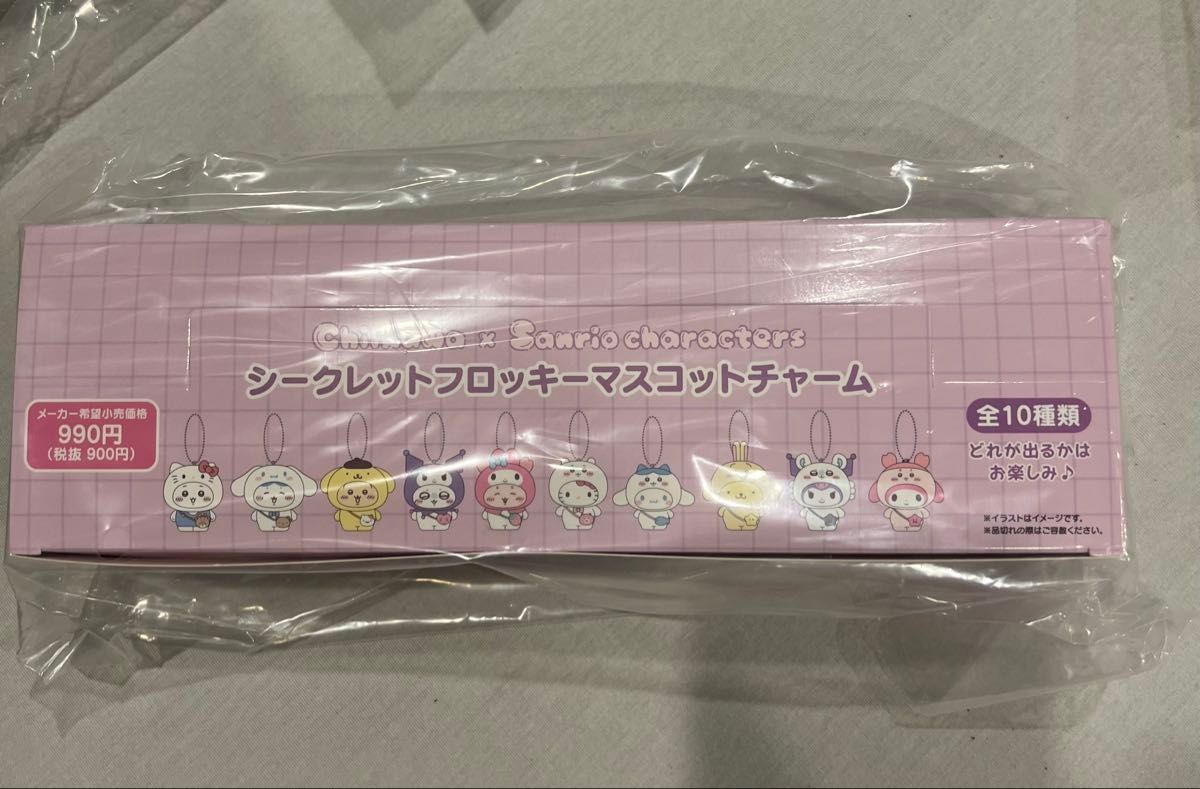 Chiikawa × Sanrio characters
シークレットフロッキーマスコットチャーム
メーカー希望小売価格
990円
(税抜 900円)
全10種類
どれが出るかは
お楽しみ♪
※イラストはイメージです。
※品切れの際はご容赦ください。